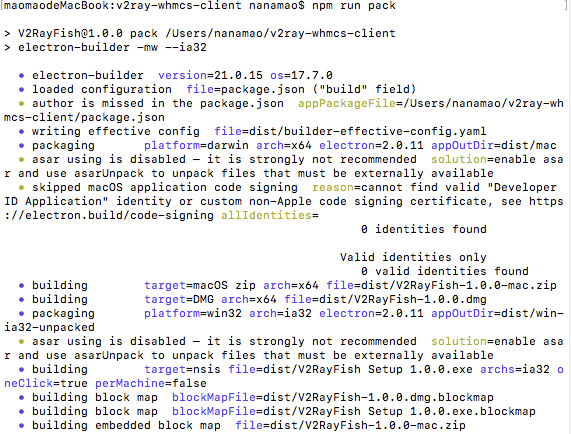 [maomaodeMacBook:v2ray-whmcs-client nanamao$ npm run pack ]
> V2RayFish@1.0.0 pack /Users/nanamao/v2ray-whmcs-client
> electron-builder -mw --ia32
• electron-builder version=21.0.15 os=17.7.0
• loaded configuration file=package.json ("build" field)
• author is missed in the package.json appPackageFile=/Users/nanamao/v2ray-wh
mcs-client/package.json
• writing effective config file=dist/builder-effective-config.yaml
• packaging platform=darwin arch=x64 electron=2.0.11 appOutDir=dist/mac
• asar using is disabled — it is strongly not recommended solution=enable asa
r and use asarUnpack to unpack files that must be externally available
• skipped macOS application code signing reason=cannot find valid "Developer
ID Application" identity or custom non-Apple code signing certificate, see https
://electron.build/code-signing allIdentities=
0 identities found
Valid identities only
0 valid identities found
• building target=macOS zip arch=x64 file=dist/V2RayFish-1.0.0-mac.zip
• building target=DMG arch=x64 file=dist/V2RayFish-1.0.0.dmg
• packaging platform=win32 arch=ia32 electron=2.0.11 appOutDir=dist/win-
ia32-unpacked
• asar using is disabled — it is strongly not recommended solution=enable asa
r and use asarUnpack to unpack files that must be externally available
• building target=nsis file=dist/V2RayFish Setup 1.0.0.exe archs=ia32 o
neClick=true perMachine=false
• building block map blockMapFile=dist/V2RayFish-1.0.0.dmg.blockmap
• building block map blockMapFile=dist/V2RayFish Setup 1.0.0.exe.blockmap
• building embedded block map file=dist/V2RayFish-1.0.0-mac.zip